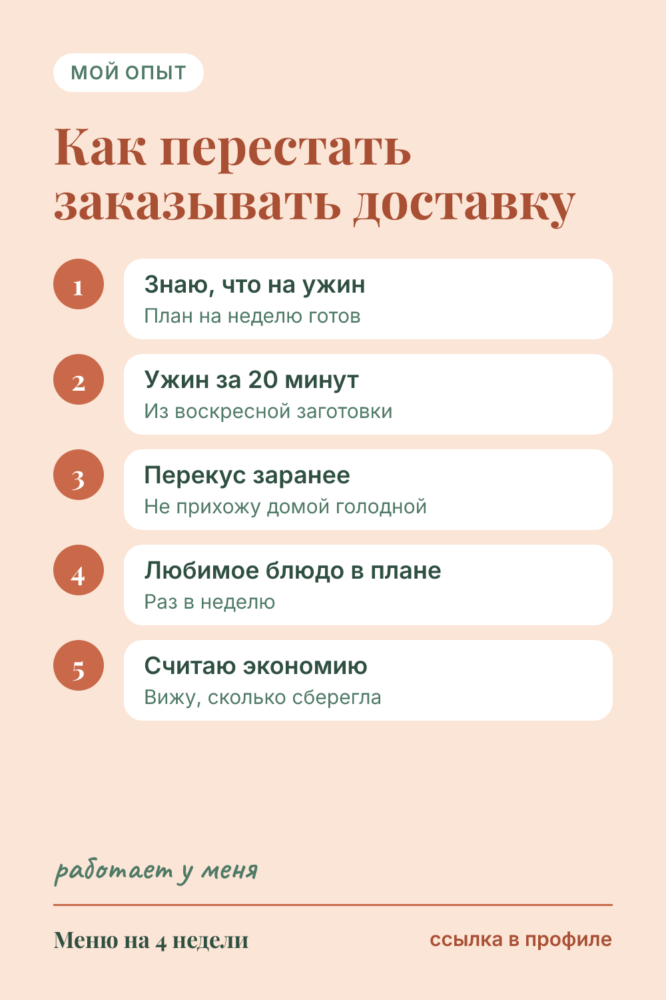 МОЙ ОПЫТ
Как перестать
заказывать доставку
1
Знаю, что на ужин
План на неделю готов
2
Ужин за 20 минут
Из воскресной заготовки
3
Перекус заранее
Не прихожу домой голодной
4
Любимое блюдо в плане
Раз в неделю
5
Считаю экономию
Вижу, сколько сберегла
работает у меня
Меню на 4 недели
ссылка в профиле